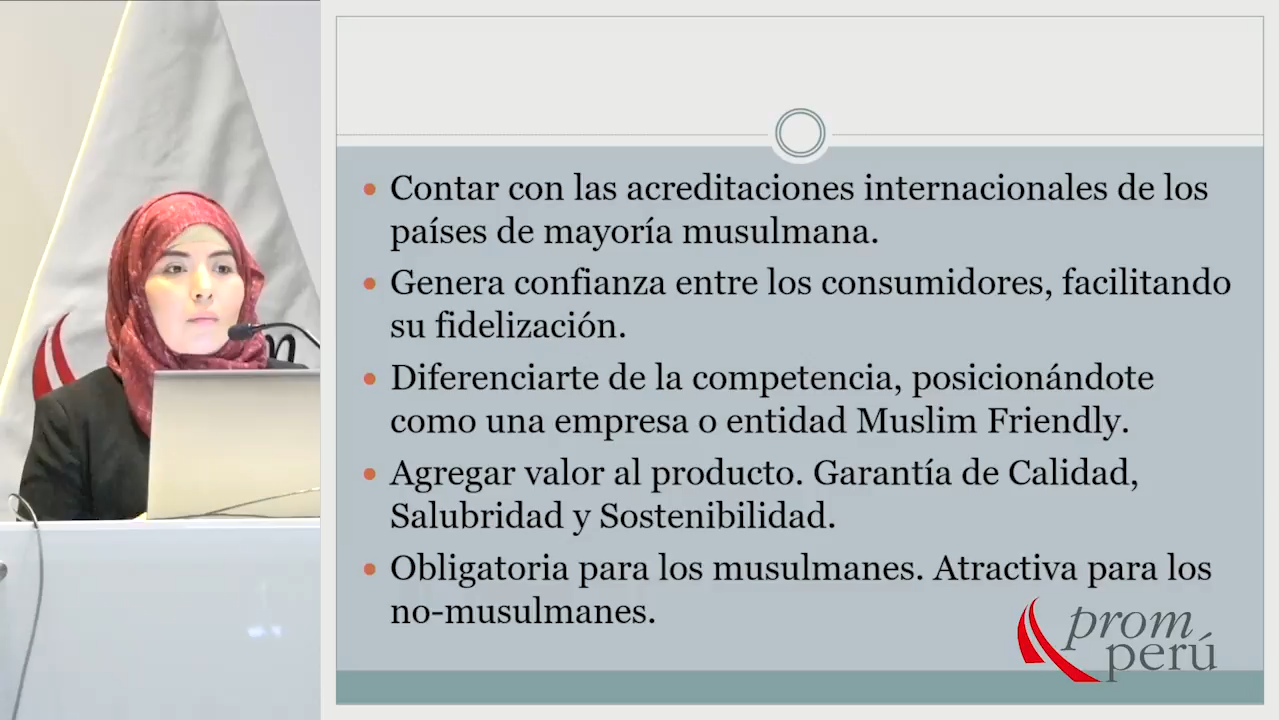 • Contar con las acreditaciones internacionales de los
países de mayoría musulmana.
• Genera confianza entre los consumidores, facilitando
su fidelización.
• Diferenciarte de la competencia, posicionándote
como una empresa o entidad Muslim Friendly.
• Agregar valor al producto. Garantía de Calidad,
Salubridad y Sostenibilidad.
• Obligatoria para los musulmanes. Atractiva para los
no-musulmanes.
prom
perú